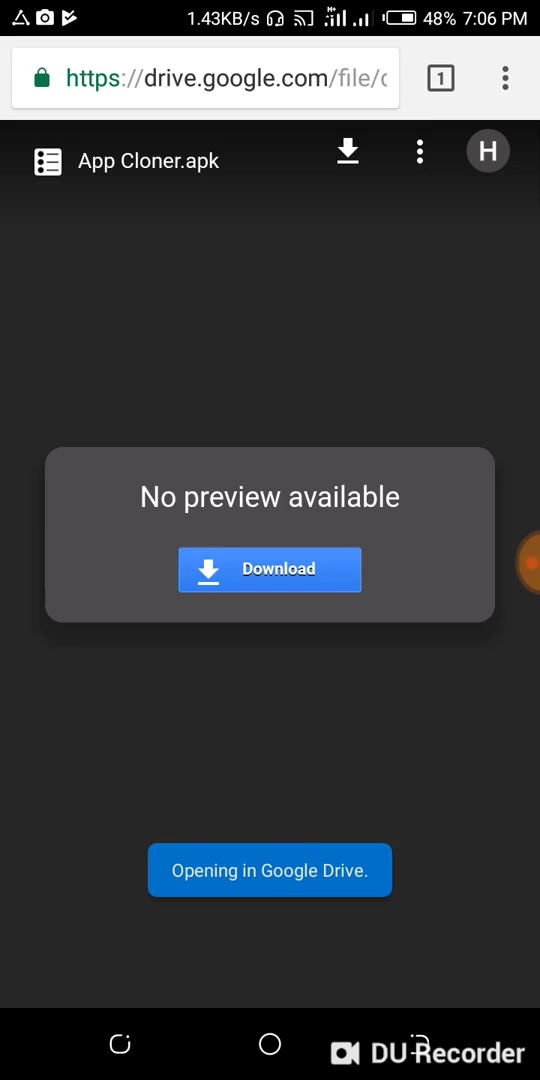 1.43KB/s H+ 48% 7:06 PM
https://drive.google.com/file/d 1
App Cloner.apk H
No preview available
Download
Opening in Google Drive.
DU Recorder